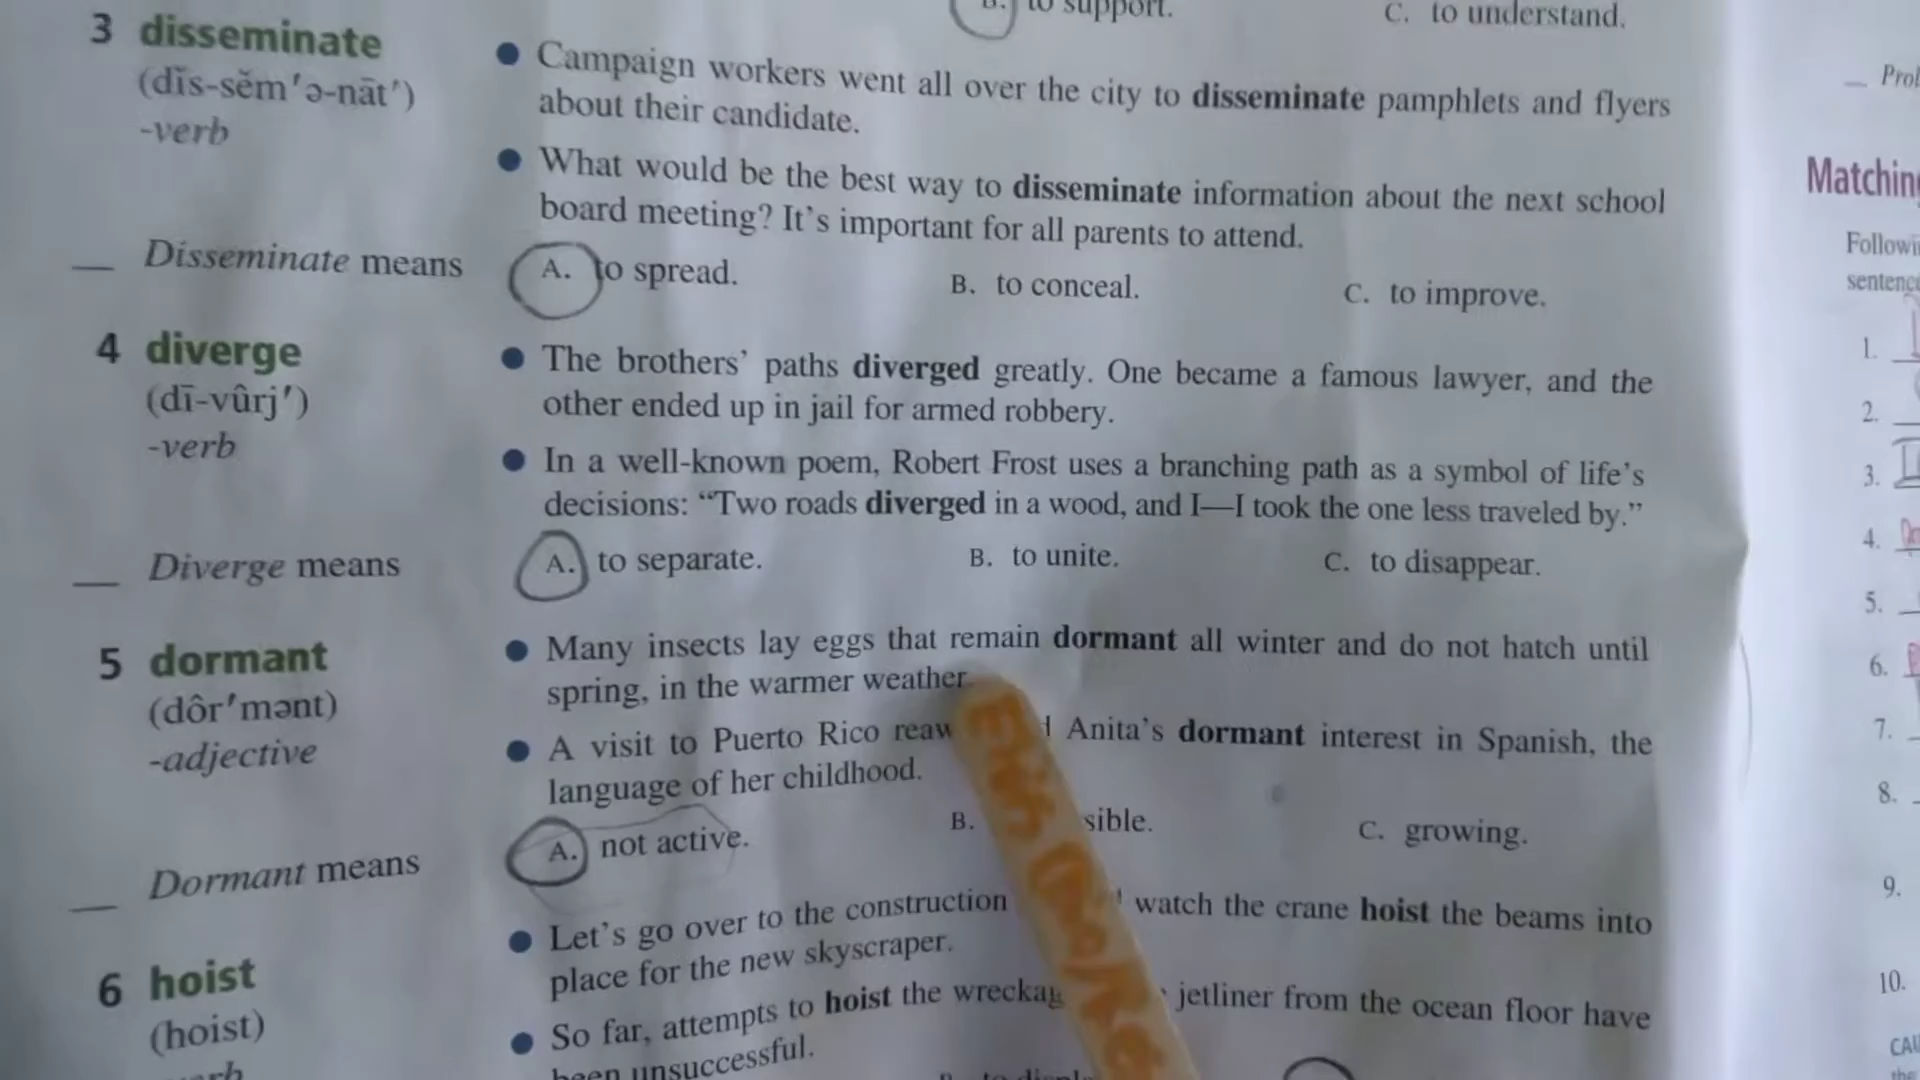 to support. C. to understand.
3 disseminate
(dĭs-sĕm′ə-nāt′)
-verb
● Campaign workers went all over the city to disseminate pamphlets and flyers
about their candidate.
● What would be the best way to disseminate information about the next school
board meeting? It’s important for all parents to attend.
__ Disseminate means A. to spread. B. to conceal. C. to improve.
4 diverge
(dī-vûrj′)
-verb
● The brothers’ paths diverged greatly. One became a famous lawyer, and the
other ended up in jail for armed robbery.
● In a well-known poem, Robert Frost uses a branching path as a symbol of life’s
decisions: “Two roads diverged in a wood, and I—I took the one less traveled by.”
__ Diverge means A. to separate. B. to unite. C. to disappear.
5 dormant
(dôr′mənt)
-adjective
● Many insects lay eggs that remain dormant all winter and do not hatch until
spring, in the warmer weather.
● A visit to Puerto Rico Anita’s dormant interest in Spanish, the
language of her childhood.
__ Dormant means A. not active. B. sible. C. growing.
6 hoist
(hoist)
● Let’s go over to the construction watch the crane hoist the beams into
place for the new skyscraper.
● So far, attempts to hoist the jetliner from the ocean floor have
been unsuccessful.
Matching
sentence
1.
2.
3.
4.
5.
6.
7.
8.
9.
10.